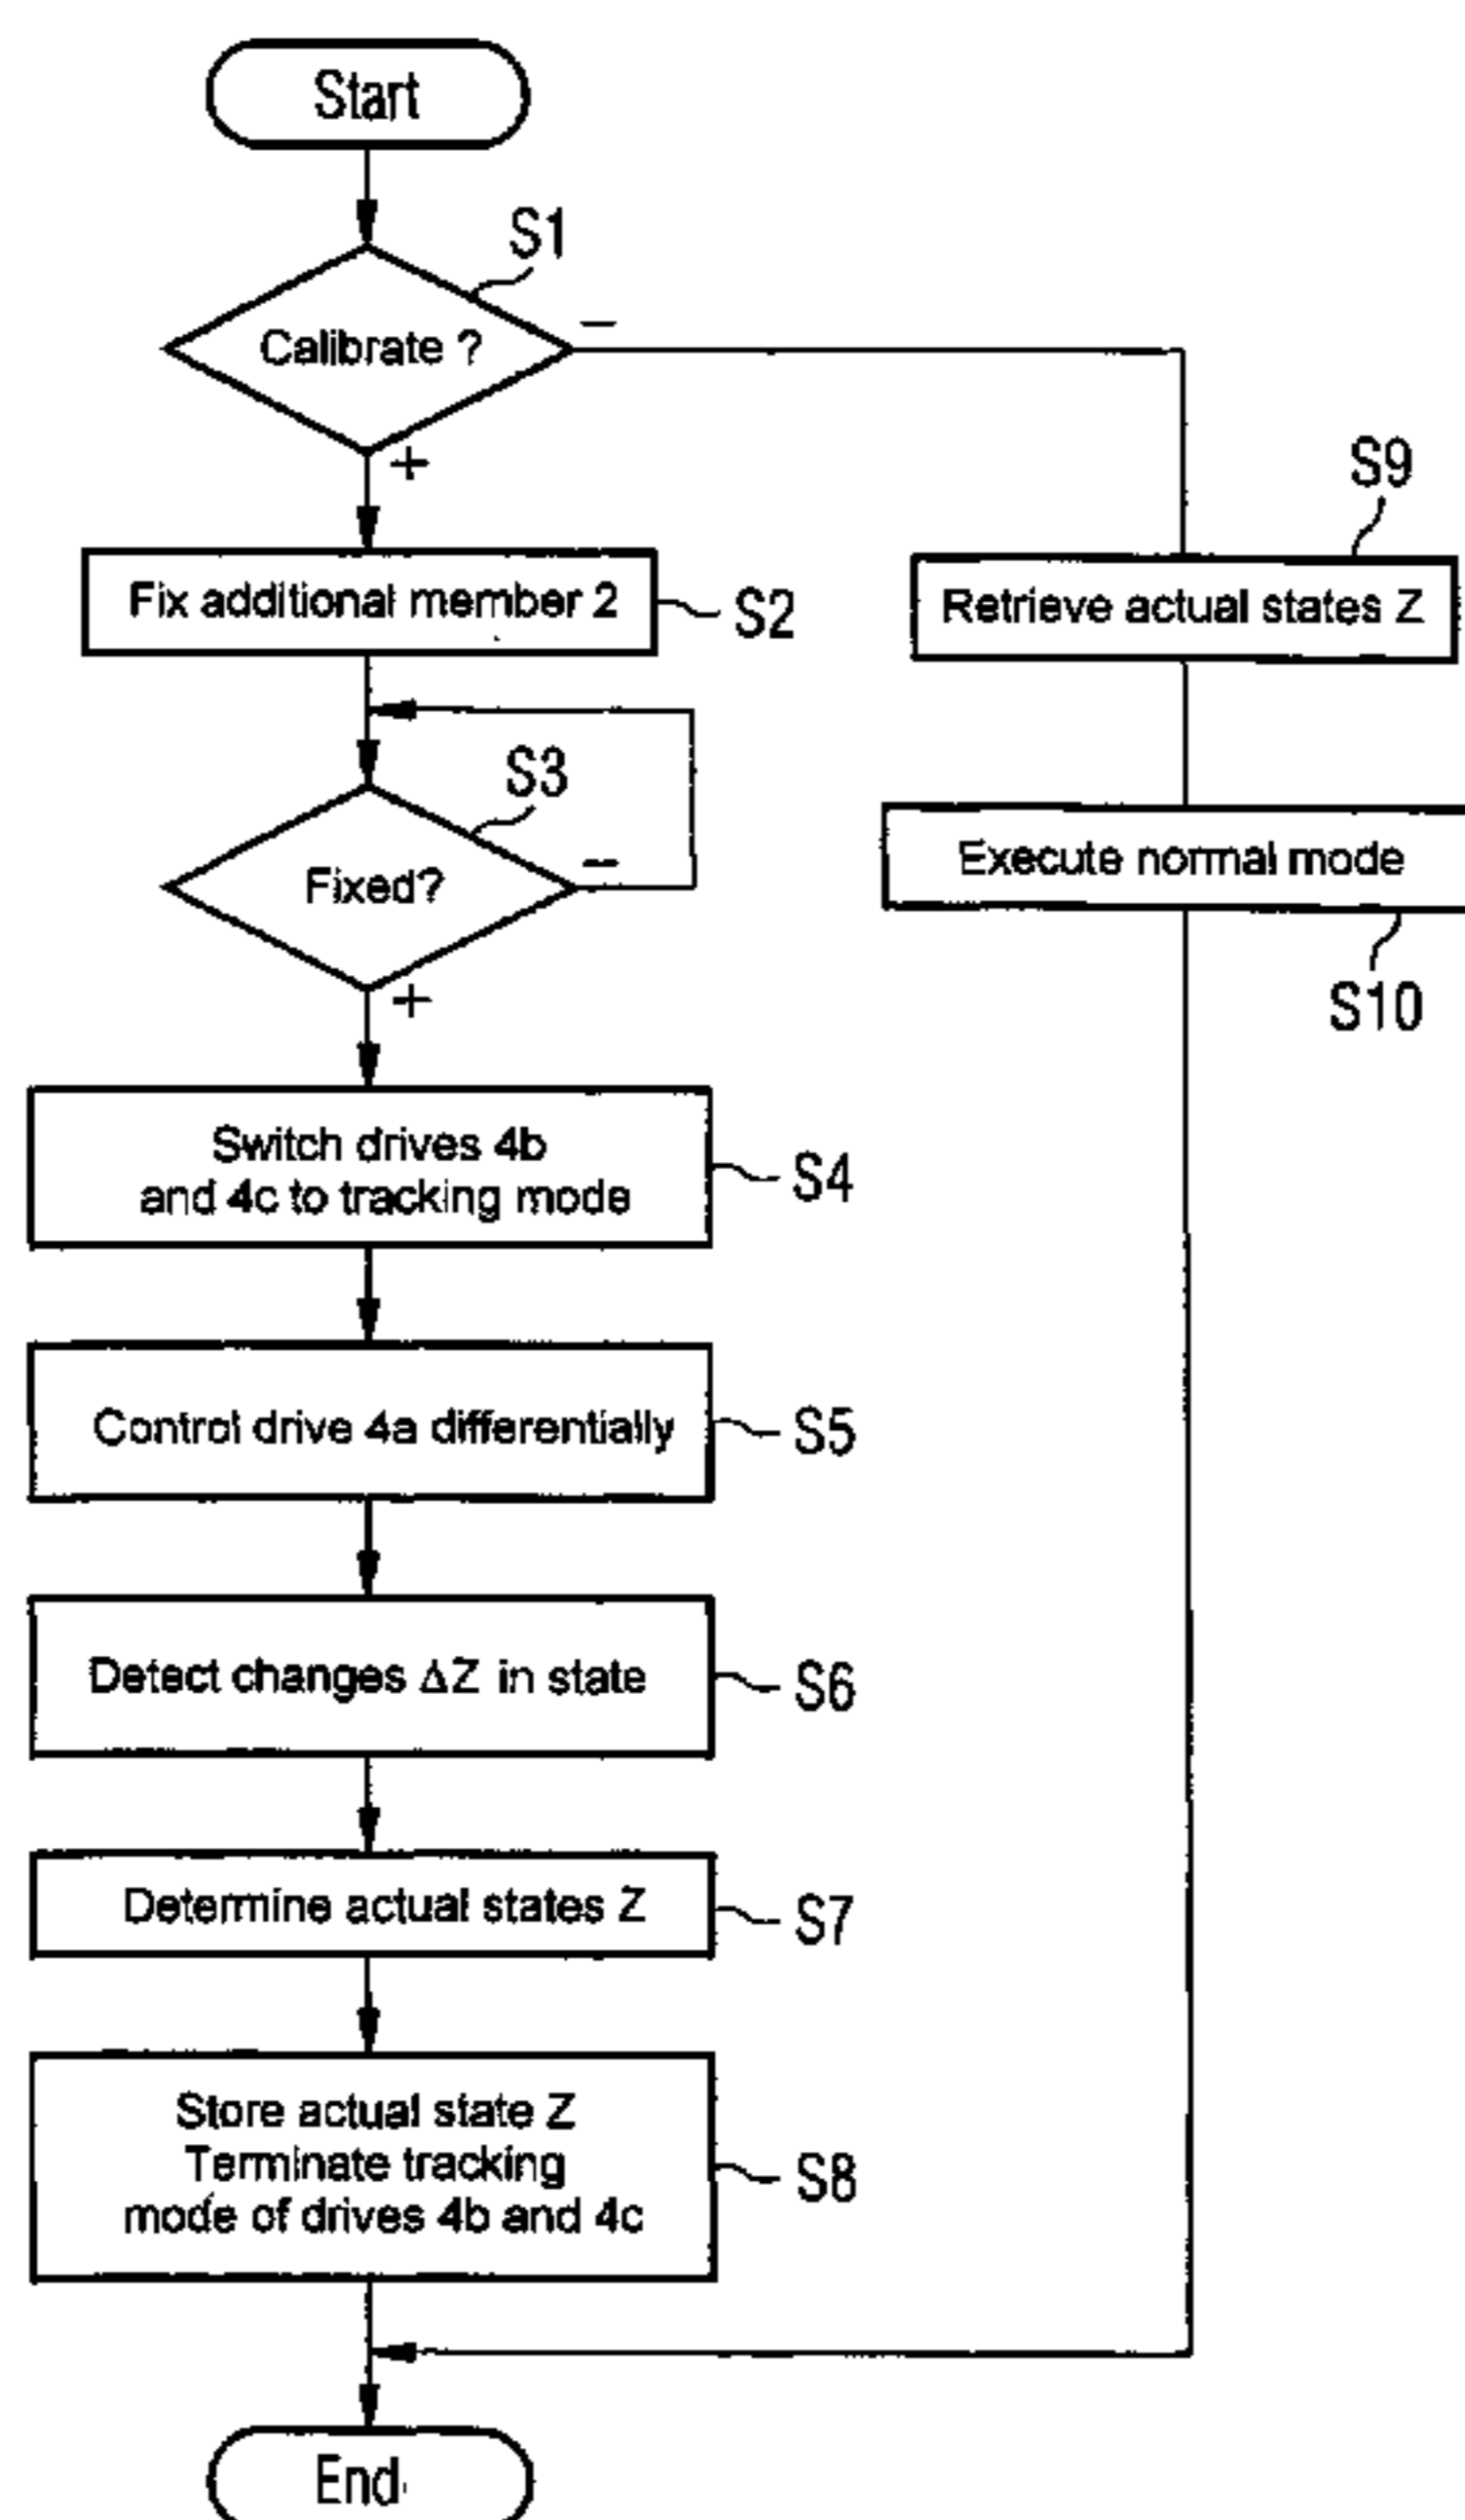 Start
S1
Calibrate ?
−
+
S9
Retrieve actual states Z
Fix additional member 2
S2
S3
Fixed?
−
+
Execute normal mode
S10
Switch drives 4b
and 4c to tracking mode
S4
Control drive 4a differentially
S5
Detect changes ΔZ in state
S6
Determine actual states Z
S7
Store actual state Z
Terminate tracking
mode of drives 4b and 4c
S8
End